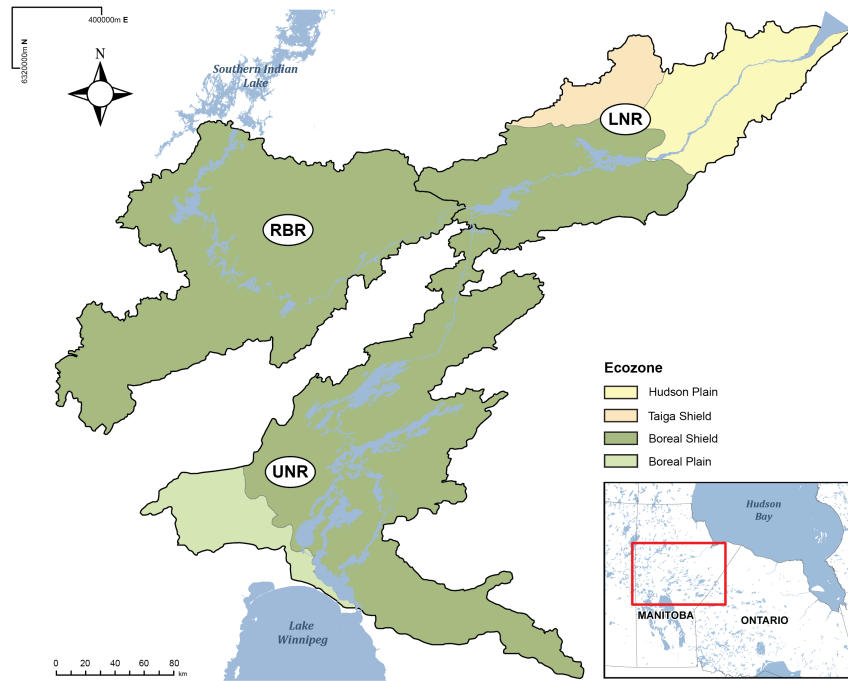 400000m E
6320000m N
N
Southern Indian
Lake
LNR
RBR
UNR
Ecozone
Hudson Plain
Taiga Shield
Boreal Shield
Boreal Plain
Hudson
Bay
MANITOBA
ONTARIO
Lake
Winnipeg
0 20 40 60 80
km